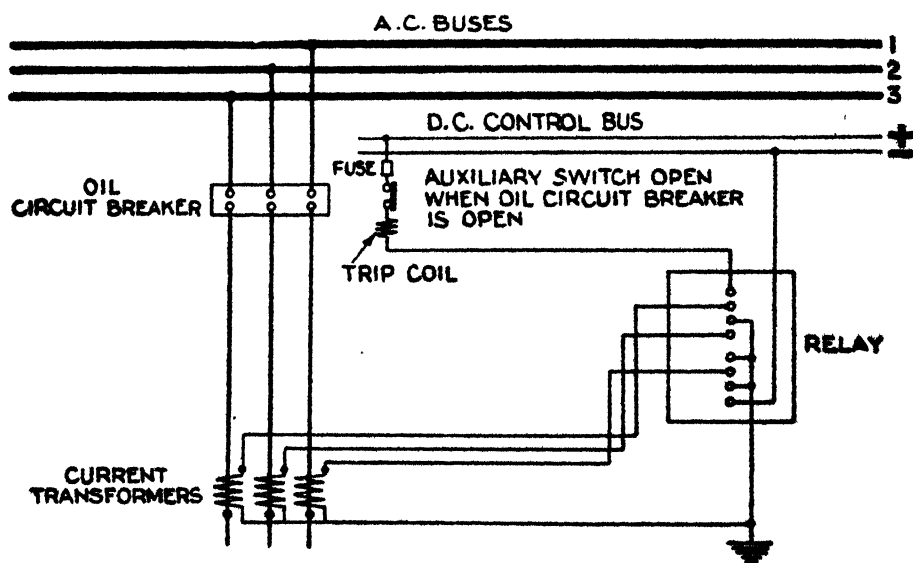 A.C. BUSES
1
2
3
D.C. CONTROL BUS
+
−
FUSE
AUXILIARY SWITCH OPEN
WHEN OIL CIRCUIT BREAKER
IS OPEN
OIL
CIRCUIT BREAKER
TRIP COIL
RELAY
CURRENT
TRANSFORMERS